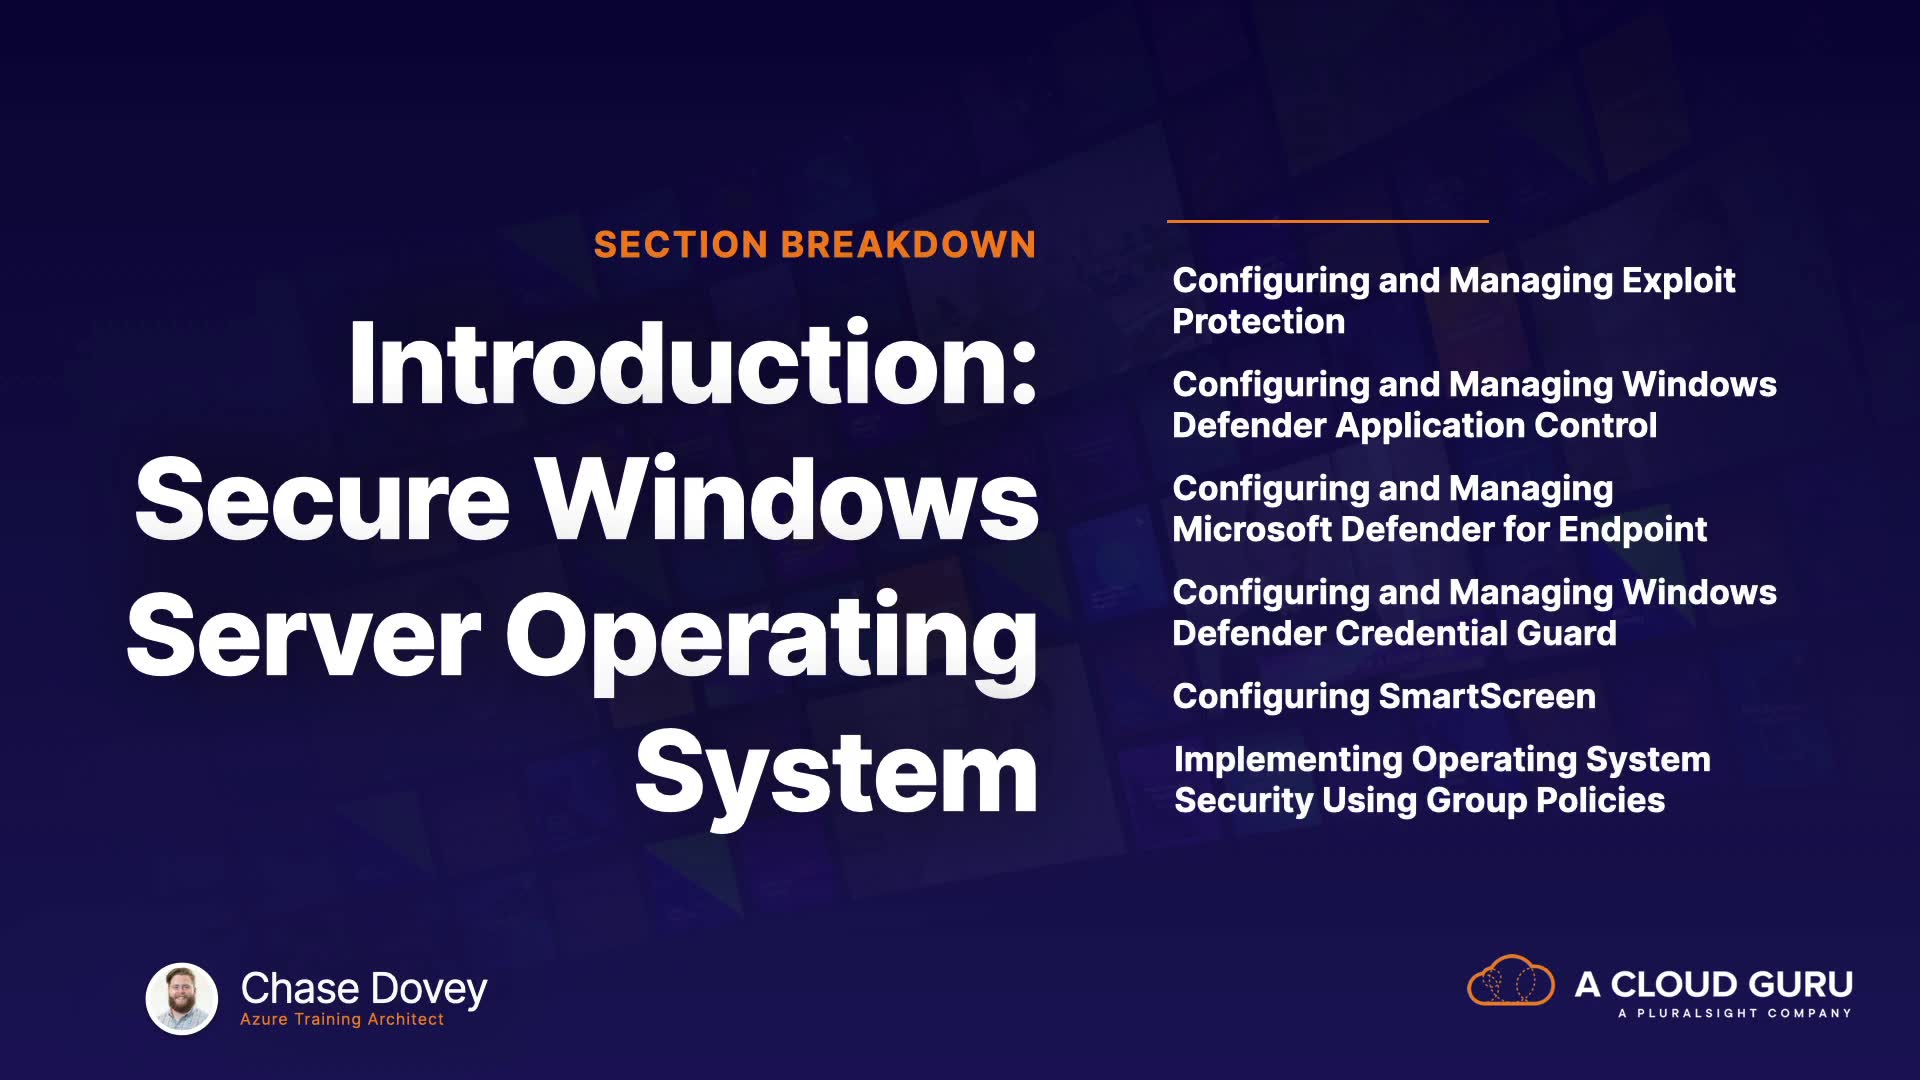 SECTION BREAKDOWN
Introduction:
Secure Windows
Server Operating
System
Configuring and Managing Exploit
Protection
Configuring and Managing Windows
Defender Application Control
Configuring and Managing
Microsoft Defender for Endpoint
Configuring and Managing Windows
Defender Credential Guard
Configuring SmartScreen
Implementing Operating System
Security Using Group Policies
Chase Dovey
Azure Training Architect
A CLOUD GURU
A PLURALSIGHT COMPANY